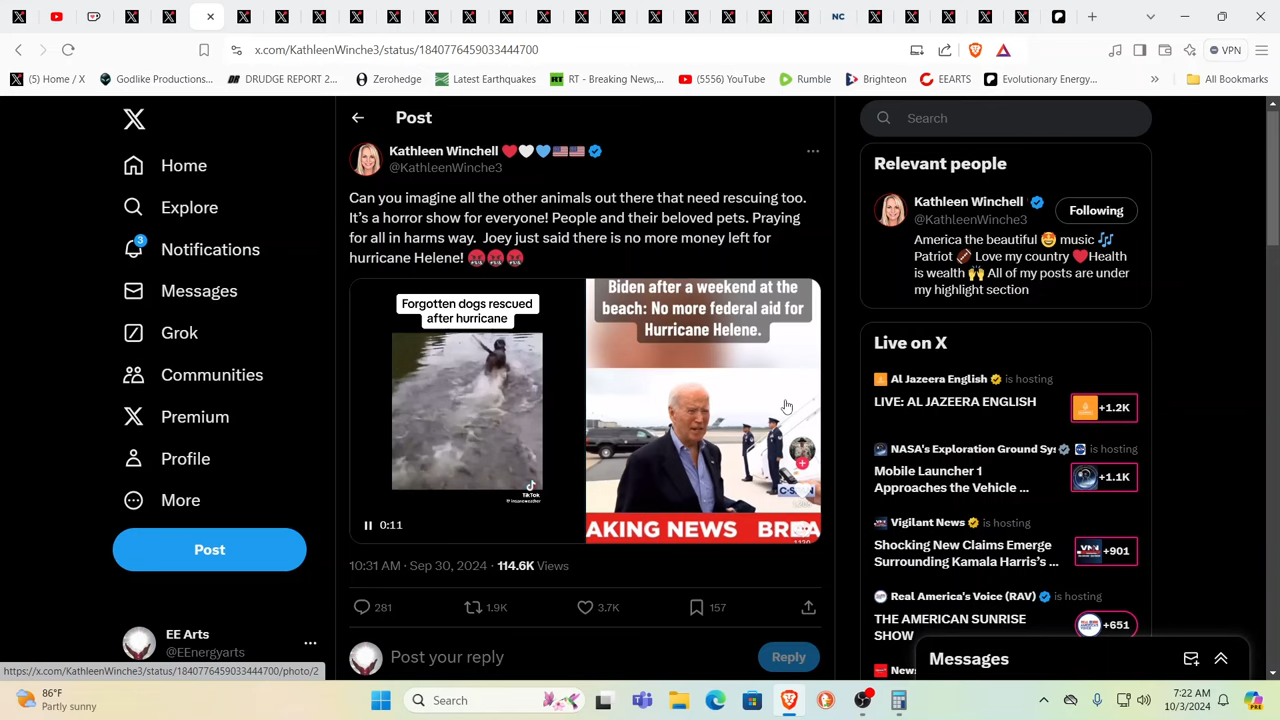 NC
x.com/KathleenWinche3/status/1840776459033444700
VPN
(5) Home / X
Godlike Productions...
DRUDGE REPORT 2...
Zerohedge
Latest Earthquakes
RT - Breaking News,...
(5556) YouTube
Rumble
Brighteon
EEARTS
Evolutionary Energy...
All Bookmarks
Home
Explore
3
Notifications
Messages
Grok
Communities
Premium
Profile
More
Post
EE Arts
@EEnergyarts
Post
Kathleen Winchell ❤️🤍💙🇺🇸🇺🇸
@KathleenWinche3
Can you imagine all the other animals out there that need rescuing too.
It’s a horror show for everyone! People and their beloved pets. Praying
for all in harms way. Joey just said there is no more money left for
hurricane Helene! 🤬🤬🤬
Forgotten dogs rescued
after hurricane
TikTok
0:11
Biden after a weekend at the
beach: No more federal aid for
Hurricane Helene.
C-SPAN
AKING NEWS BREA
10:31 AM · Sep 30, 2024 · 114.6K Views
281
1.9K
3.7K
157
Post your reply
Reply
Search
Relevant people
Kathleen Winchell
@KathleenWinche3
Following
America the beautiful 🤩 music 🎶
Patriot 🏈 Love my country ❤️Health
is wealth 🙌 All of my posts are under
my highlight section
Live on X
Al Jazeera English is hosting
LIVE: AL JAZEERA ENGLISH
+1.2K
NASA's Exploration Ground Sys is hosting
Mobile Launcher 1
Approaches the Vehicle ...
+1.1K
Vigilant News is hosting
Shocking New Claims Emerge
Surrounding Kamala Harris’s ...
+901
Real America's Voice (RAV) is hosting
THE AMERICAN SUNRISE
SHOW
+651
News
Messages
https://x.com/KathleenWinche3/status/1840776459033444700/photo/2
86°F
Partly sunny
Search
7:22 AM
10/3/2024
PRE